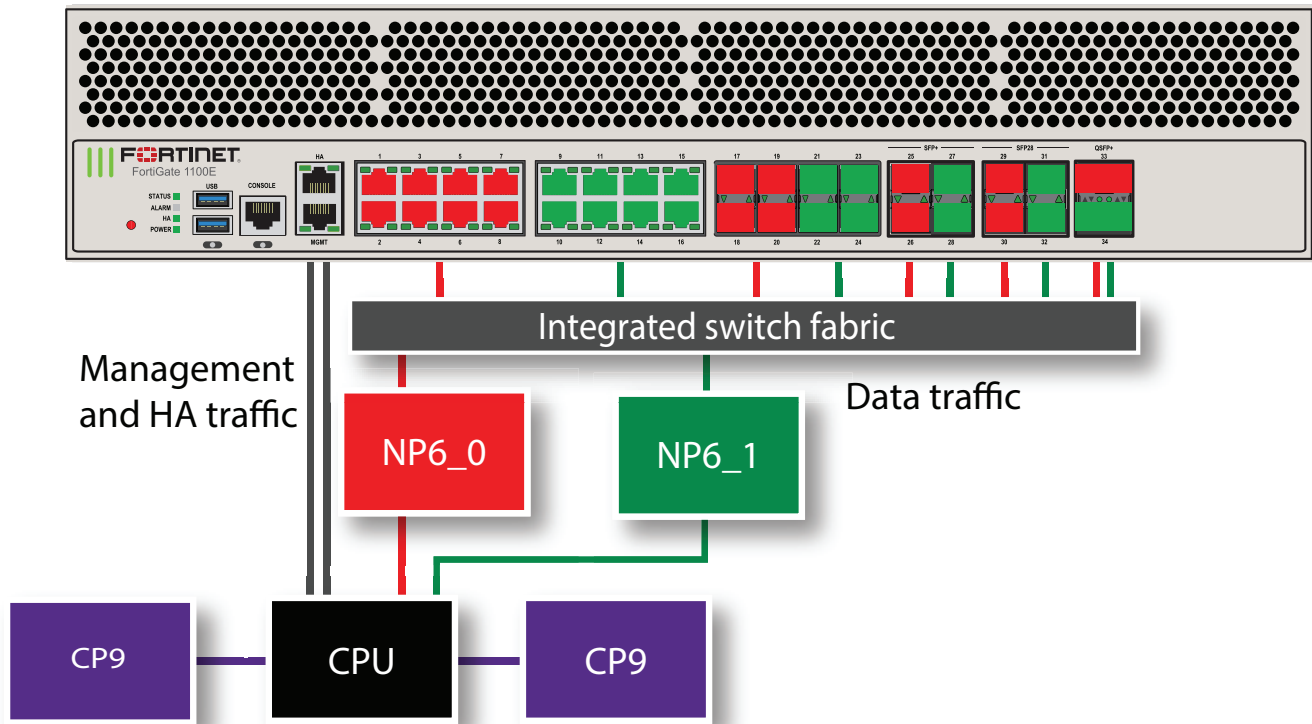 FORTINET
FortiGate 1100E
STATUS
ALARM
HA
POWER
USB
CONSOLE
HA
MGMT
1 3 5 7
2 4 6 8
9 11 13 15
10 12 14 16
17 19 21 23
18 20 22 24
SFP+
25 27
26 28
SFP28
29 31
30 32
QSFP+
33
34
Integrated switch fabric
Management
and HA traffic
Data traffic
NP6_0
NP6_1
CP9
CPU
CP9